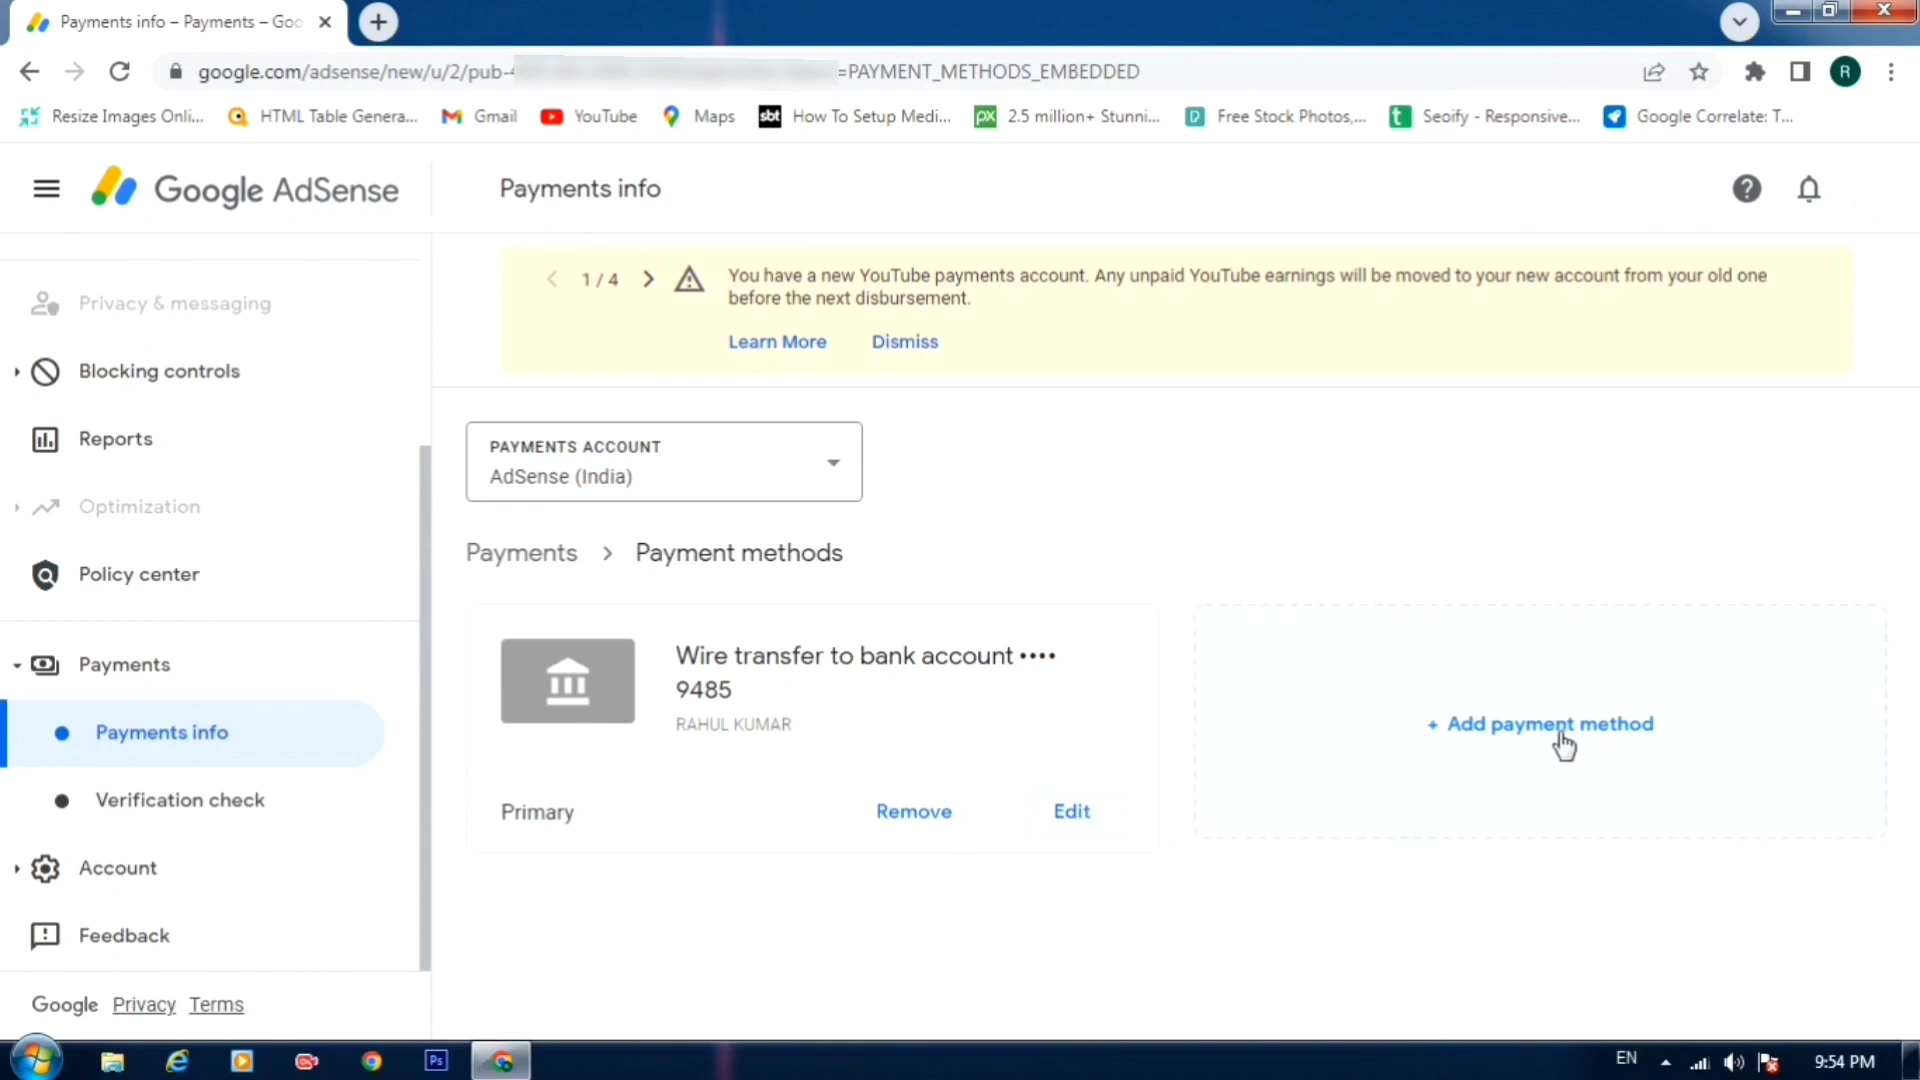 Payments info – Payments – Goo
google.com/adsense/new/u/2/pub-
=PAYMENT_METHODS_EMBEDDED
R
Resize Images Onli...
HTML Table Genera...
Gmail
YouTube
Maps
sbt
How To Setup Medi...
px
2.5 million+ Stunni...
Free Stock Photos,...
t
Seoify - Responsive...
Google Correlate: T...
Google AdSense
Payments info
1 / 4
You have a new YouTube payments account. Any unpaid YouTube earnings will be moved to your new account from your old one
before the next disbursement.
Learn More
Dismiss
Privacy & messaging
Blocking controls
Reports
Optimization
Policy center
Payments
Payments info
Verification check
Account
Feedback
Google Privacy Terms
PAYMENTS ACCOUNT
AdSense (India)
Payments > Payment methods
Wire transfer to bank account ••••
9485
RAHUL KUMAR
Primary
Remove
Edit
+ Add payment method
Ps
EN
9:54 PM